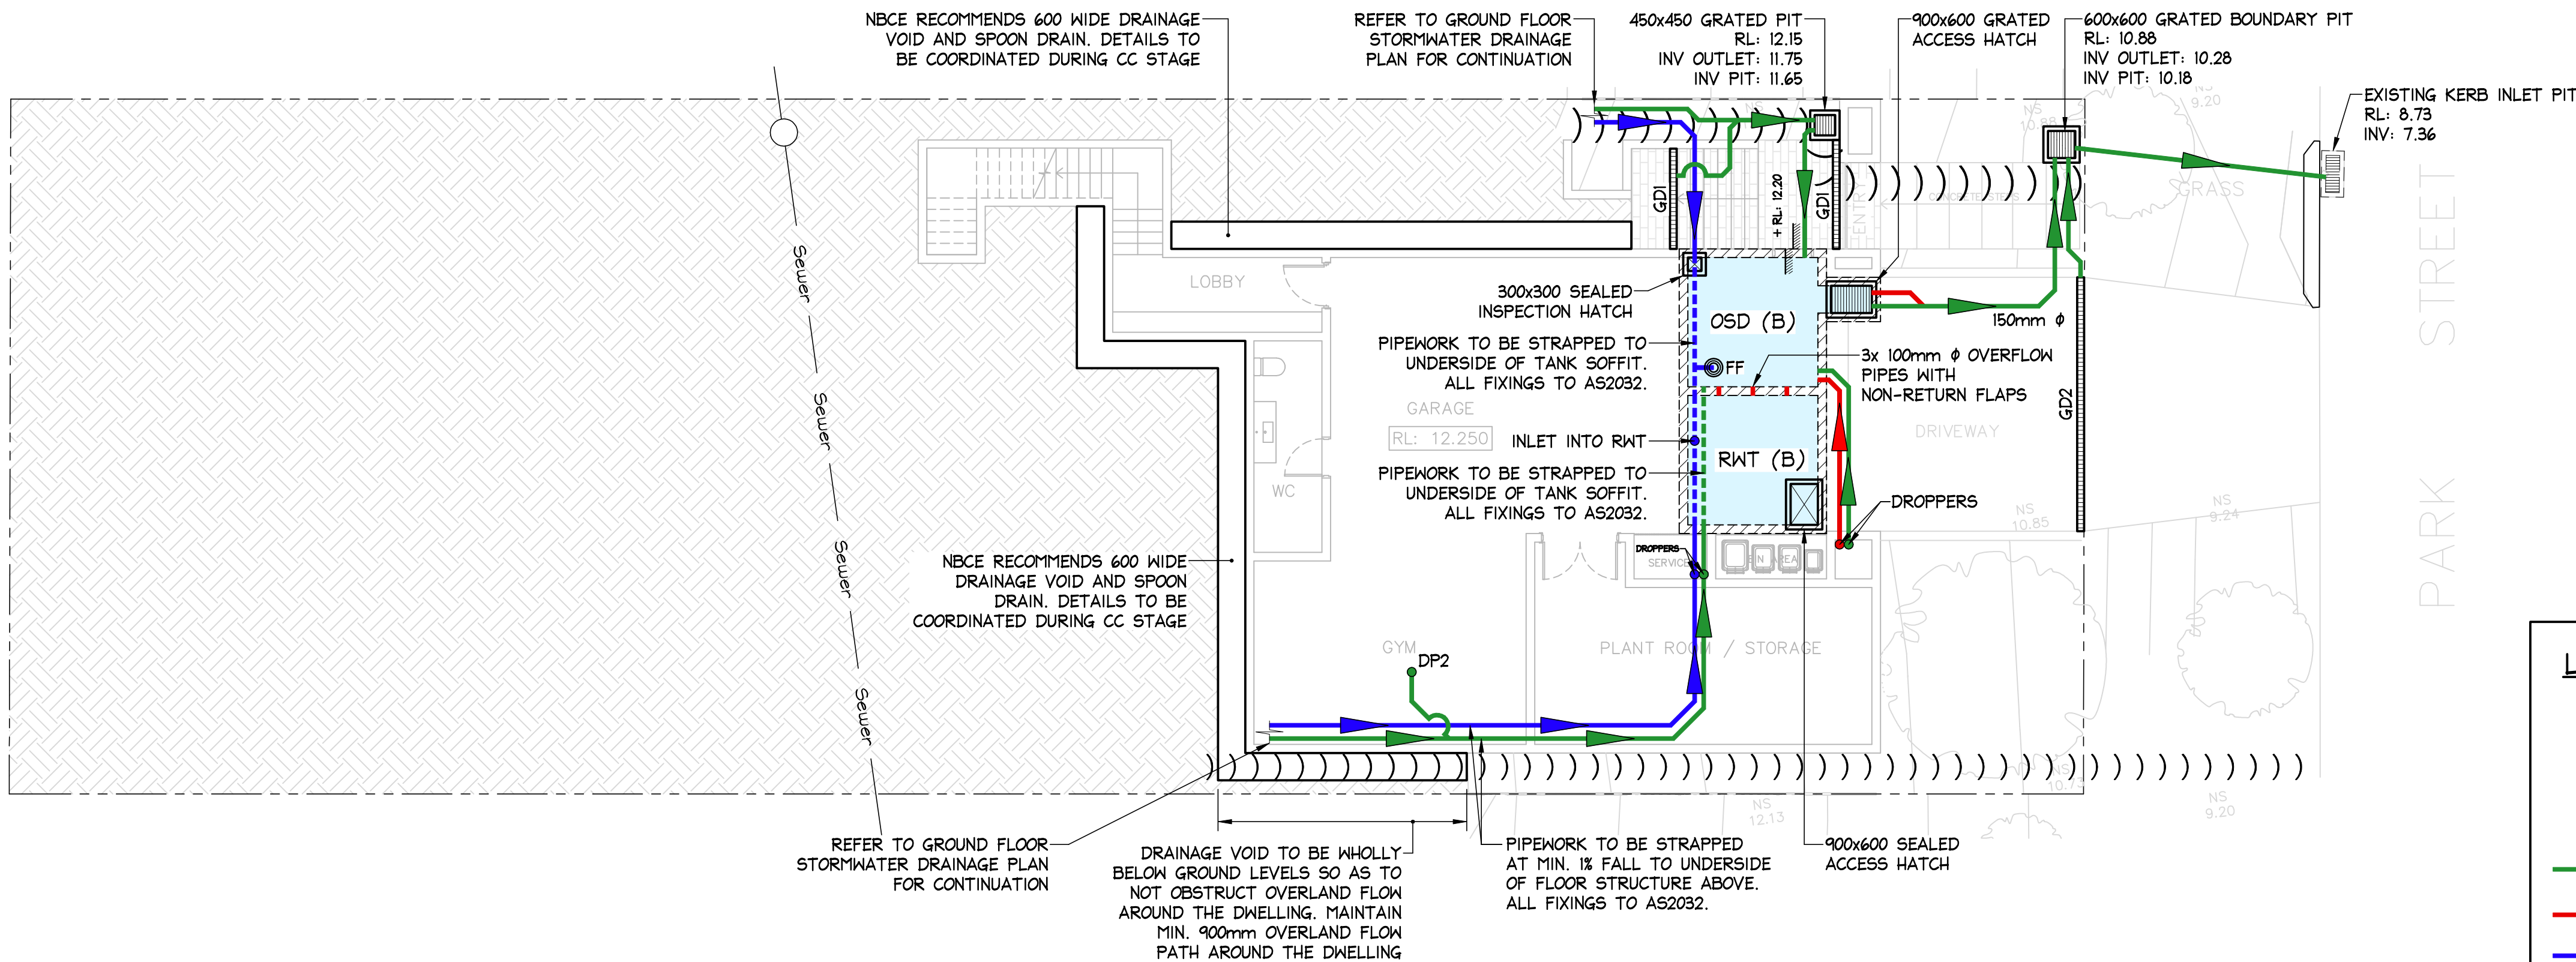 NBCE RECOMMENDS 600 WIDE DRAINAGE
VOID AND SPOON DRAIN. DETAILS TO
BE COORDINATED DURING CC STAGE
REFER TO GROUND FLOOR
STORMWATER DRAINAGE
PLAN FOR CONTINUATION
450x450 GRATED PIT
RL: 12.15
INV OUTLET: 11.75
INV PIT: 11.65
900x600 GRATED
ACCESS HATCH
600x600 GRATED BOUNDARY PIT
RL: 10.88
INV OUTLET: 10.28
INV PIT: 10.18
EXISTING KERB INLET PIT
RL: 8.73
INV: 7.36
NS
9.20
NS
10.88
GRASS
PARK STREET
GD1
+ RL: 12.20
GD1
ENTRY
CONCRETE STEPS
Sewer
Sewer
Sewer
Sewer
LOBBY
300x300 SEALED
INSPECTION HATCH
OSD (B)
150mm ϕ
PIPEWORK TO BE STRAPPED TO
UNDERSIDE OF TANK SOFFIT.
ALL FIXINGS TO AS2032.
FF
3x 100mm ϕ OVERFLOW
PIPES WITH
NON-RETURN FLAPS
GD2
GARAGE
RL: 12.250
DRIVEWAY
INLET INTO RWT
RWT (B)
PIPEWORK TO BE STRAPPED TO
UNDERSIDE OF TANK SOFFIT.
ALL FIXINGS TO AS2032.
WC
DROPPERS
NS
10.85
NS
9.24
DROPPERS
SERVICE
BIN AREA
NBCE RECOMMENDS 600 WIDE
DRAINAGE VOID AND SPOON
DRAIN. DETAILS TO BE
COORDINATED DURING CC STAGE
GYM
DP2
PLANT ROOM / STORAGE
NS
10.73
NS
9.20
NS
12.13
REFER TO GROUND FLOOR
STORMWATER DRAINAGE PLAN
FOR CONTINUATION
DRAINAGE VOID TO BE WHOLLY
BELOW GROUND LEVELS SO AS TO
NOT OBSTRUCT OVERLAND FLOW
AROUND THE DWELLING. MAINTAIN
MIN. 900mm OVERLAND FLOW
PATH AROUND THE DWELLING
PIPEWORK TO BE STRAPPED
AT MIN. 1% FALL TO UNDERSIDE
OF FLOOR STRUCTURE ABOVE.
ALL FIXINGS TO AS2032.
900x600 SEALED
ACCESS HATCH